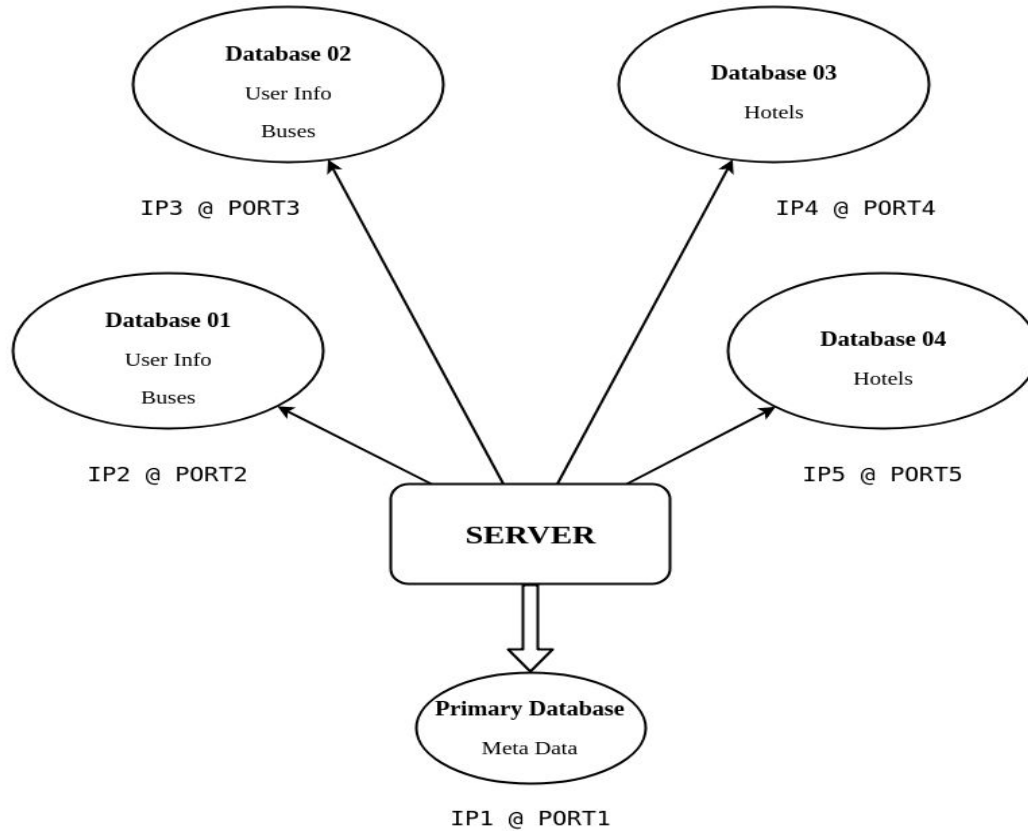 Database 02
User Info
Buses
IP3 @ PORT3
Database 03
Hotels
IP4 @ PORT4
Database 01
User Info
Buses
IP2 @ PORT2
Database 04
Hotels
IP5 @ PORT5
SERVER
Primary Database
Meta Data
IP1 @ PORT1